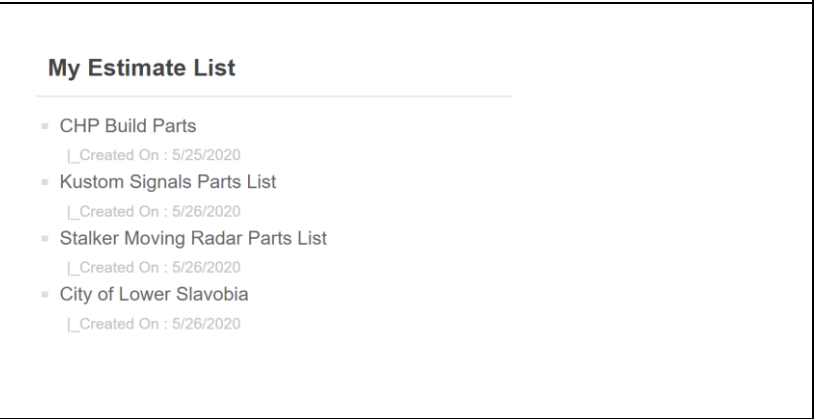 My Estimate List
CHP Build Parts
|_Created On : 5/25/2020
Kustom Signals Parts List
|_Created On : 5/26/2020
Stalker Moving Radar Parts List
|_Created On : 5/26/2020
City of Lower Slavobia
|_Created On : 5/26/2020